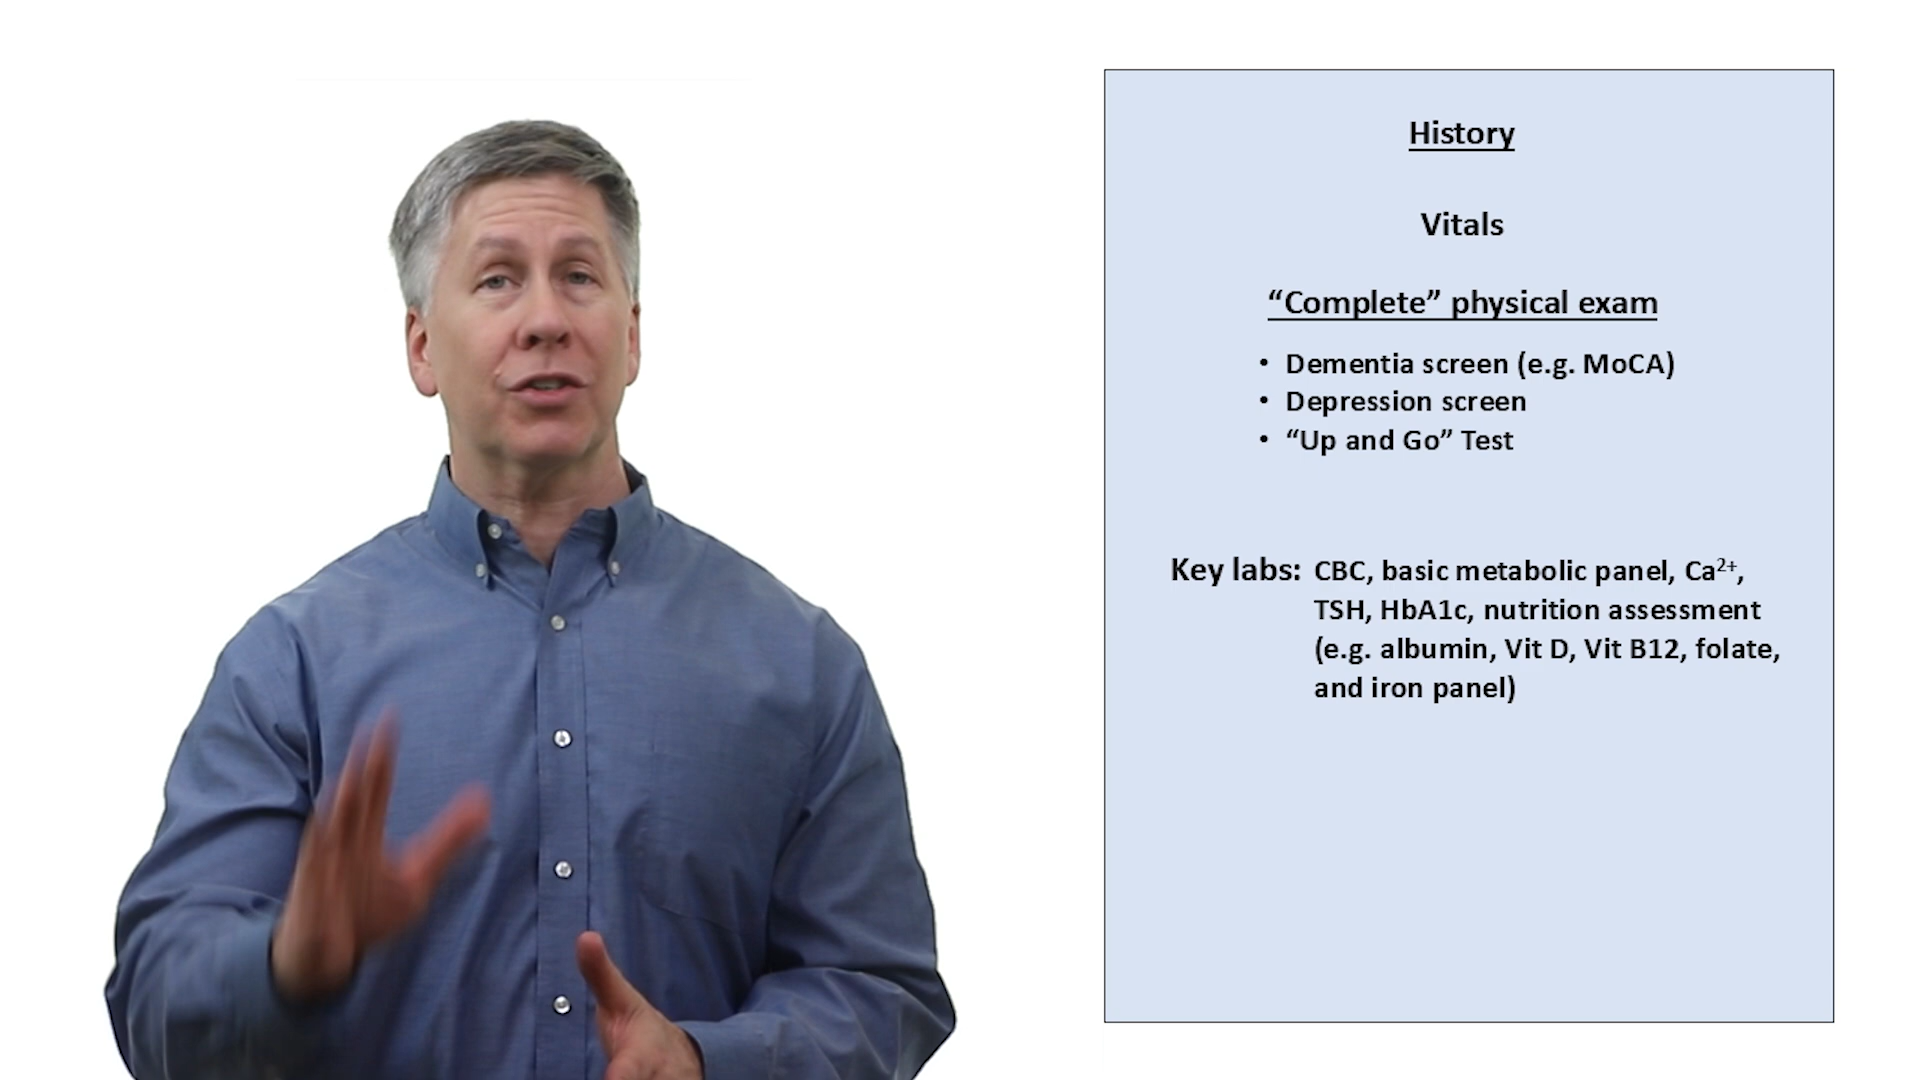 History
Vitals
“Complete” physical exam
• Dementia screen (e.g. MoCA)
• Depression screen
• “Up and Go” Test
Key labs: CBC, basic metabolic panel, Ca²⁺,
TSH, HbA1c, nutrition assessment
(e.g. albumin, Vit D, Vit B12, folate,
and iron panel)